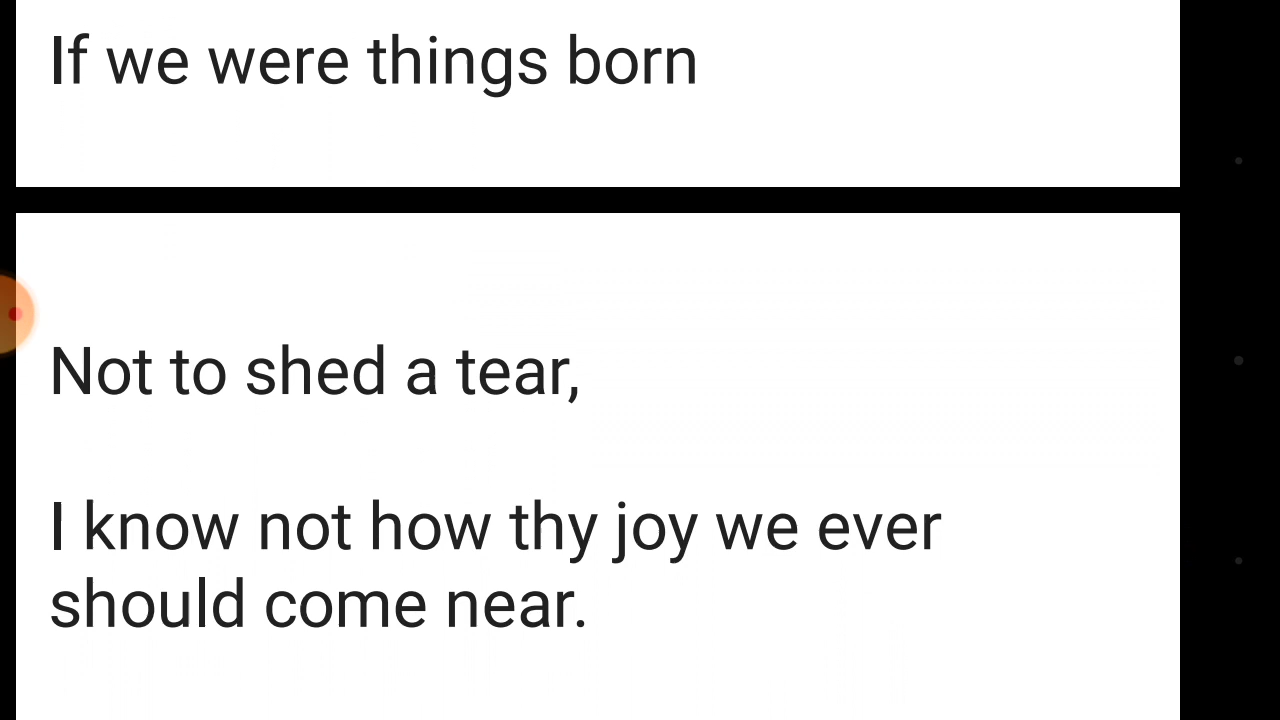 If we were things born
Not to shed a tear,
I know not how thy joy we ever
should come near.